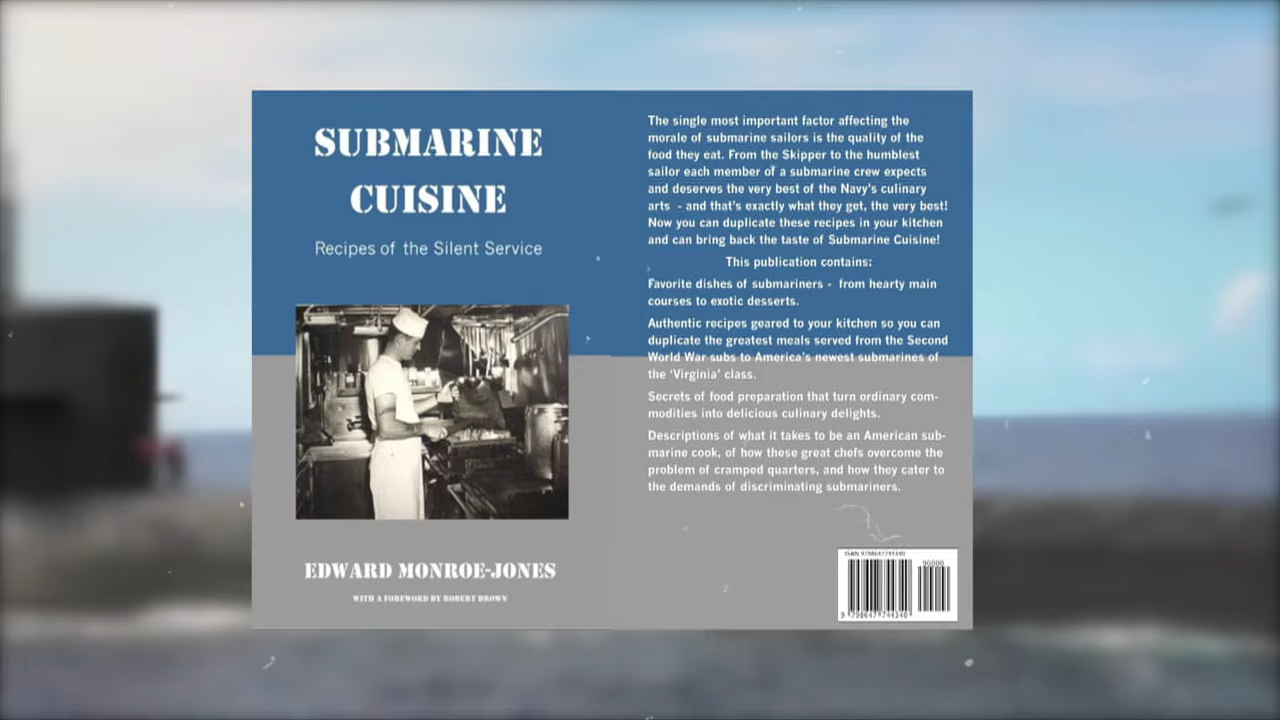 SUBMARINE
CUISINE
Recipes of the Silent Service
EDWARD MONROE-JONES
WITH A FOREWORD BY ROBERT BROWN
The single most important factor affecting the
morale of submarine sailors is the quality of the
food they eat. From the Skipper to the humblest
sailor each member of a submarine crew expects
and deserves the very best of the Navy's culinary
arts - and that's exactly what they get, the very best!
Now you can duplicate these recipes in your kitchen
and can bring back the taste of Submarine Cuisine!
This publication contains:
Favorite dishes of submariners - from hearty main
courses to exotic desserts.
Authentic recipes geared to your kitchen so you can
duplicate the greatest meals served from the Second
World War subs to America's newest submarines of
the 'Virginia' class.
Secrets of food preparation that turn ordinary com-
modities into delicious culinary delights.
Descriptions of what it takes to be an American sub-
marine cook, of how these great chefs overcome the
problem of cramped quarters, and how they cater to
the demands of discriminating submariners.
ISBN 9798647744340
90000
9 798647 744340